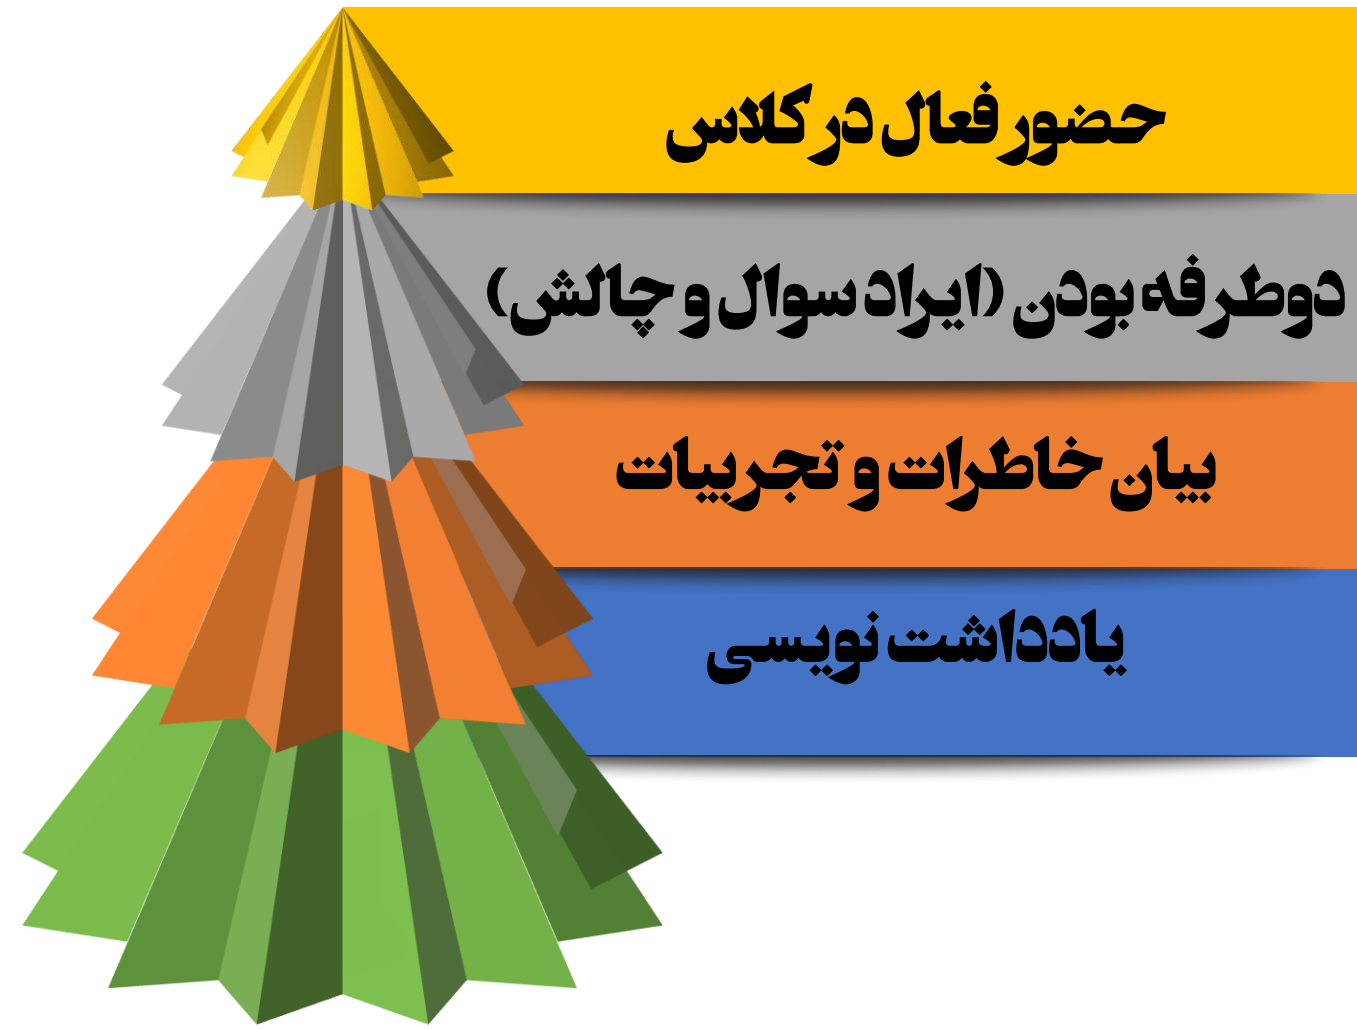 حضور فعال در کلاس
دوطرفه بودن (ایراد سوال و چالش)
بیان خاطرات و تجربیات
یادداشت نویسی